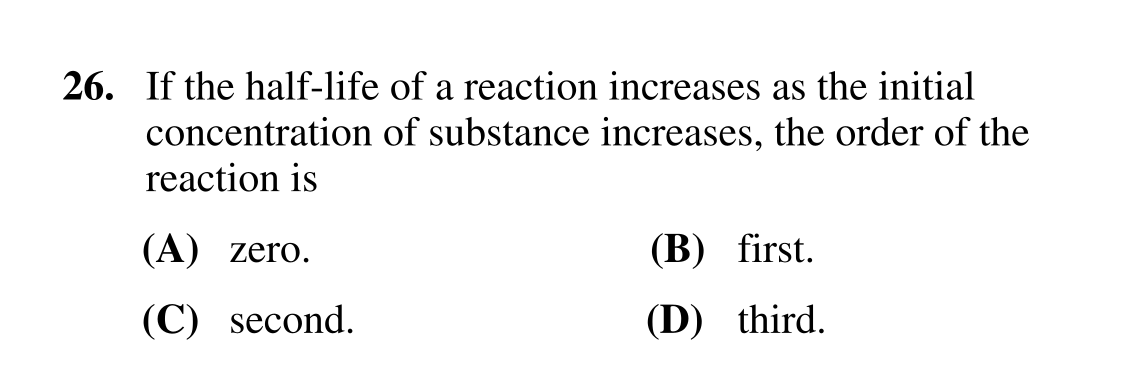 26. If the half-life of a reaction increases as the initial
concentration of substance increases, the order of the
reaction is
(A) zero. (B) first.
(C) second. (D) third.